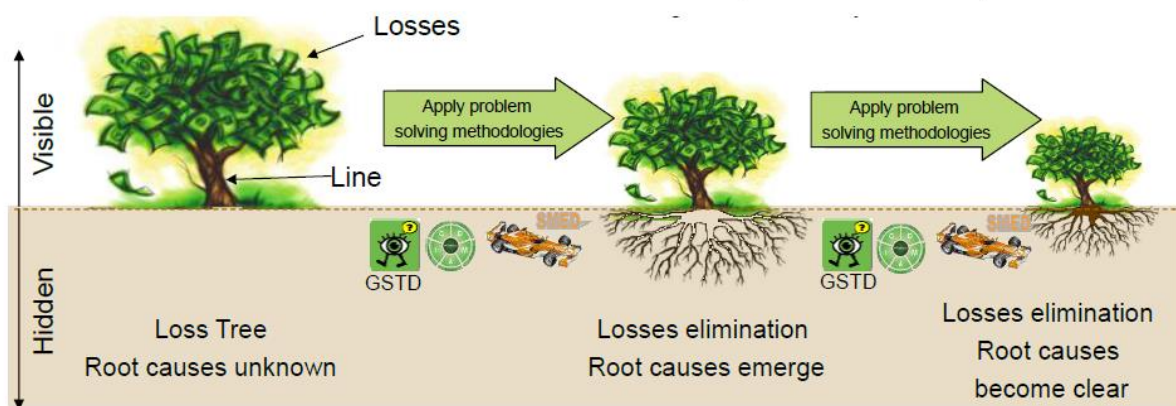 Losses
Visible
Apply problem
solving methodologies
Apply problem
solving methodologies
Line
SMED
SMED
?
?
GSTD
GSTD
Hidden
Loss Tree
Root causes unknown
Losses elimination
Root causes emerge
Losses elimination
Root causes
become clear